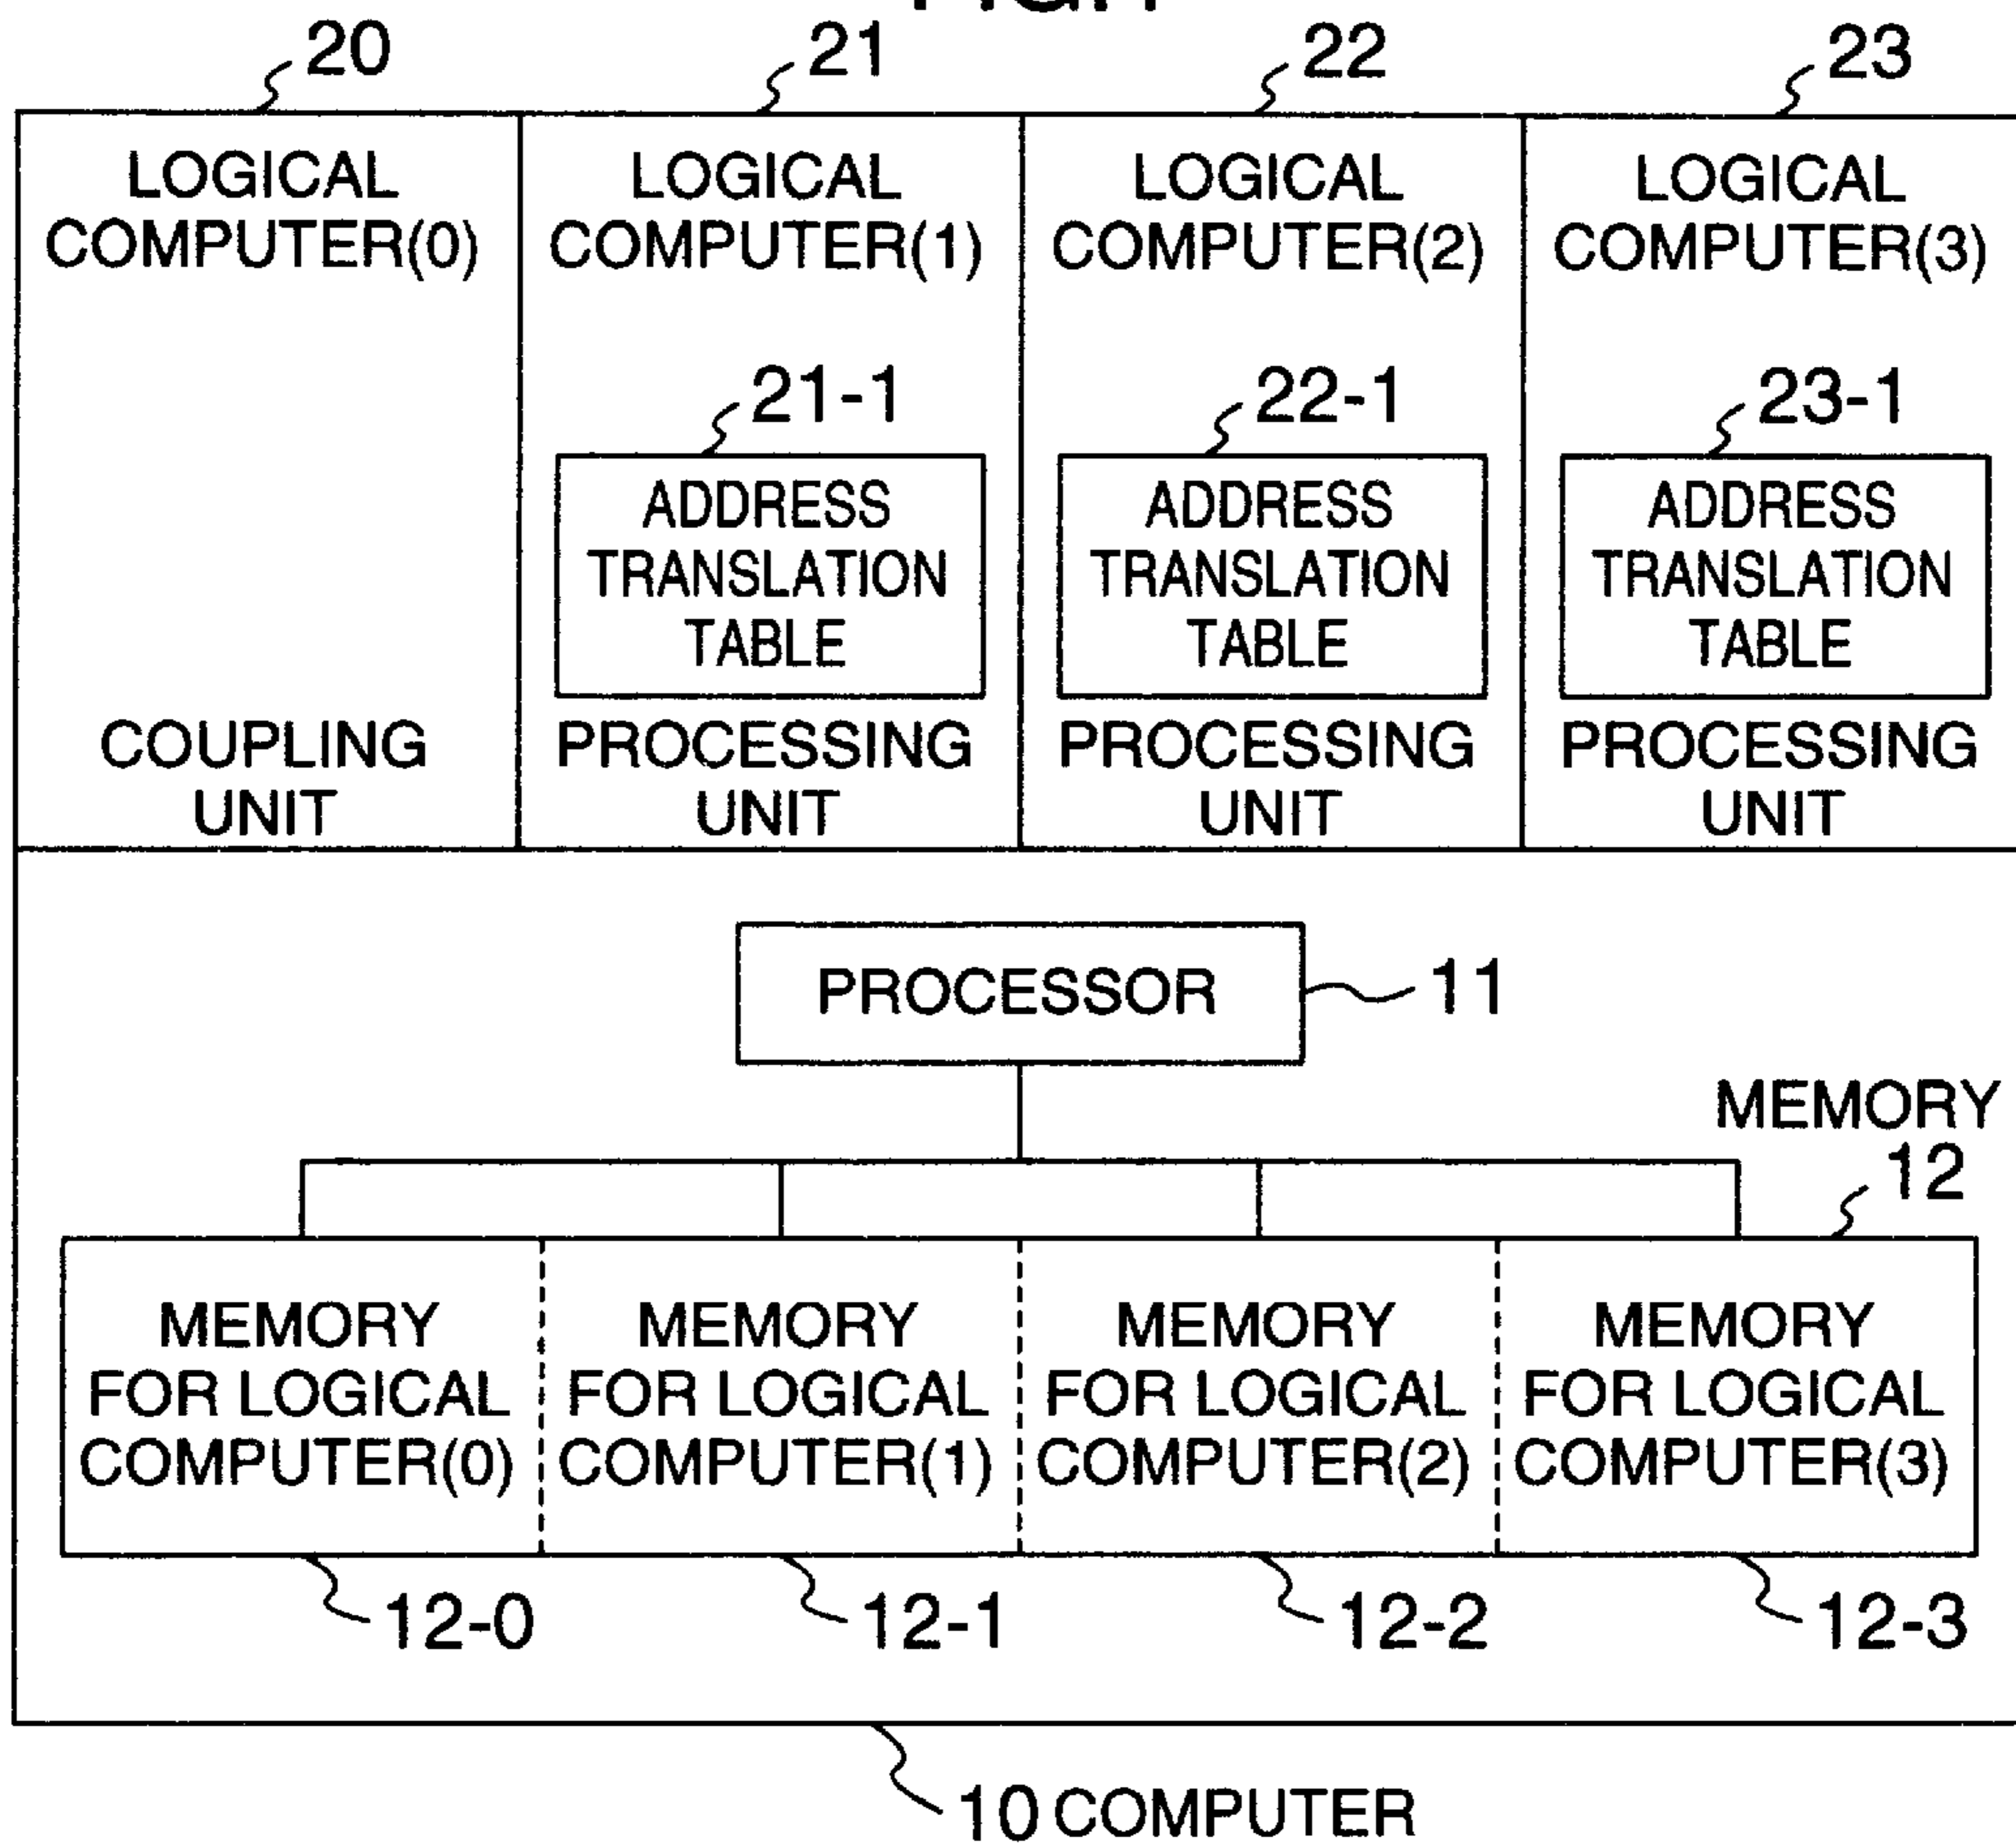 20
21
22
23
LOGICAL
COMPUTER(0)
LOGICAL
COMPUTER(1)
LOGICAL
COMPUTER(2)
LOGICAL
COMPUTER(3)
21-1
22-1
23-1
ADDRESS
TRANSLATION
TABLE
ADDRESS
TRANSLATION
TABLE
ADDRESS
TRANSLATION
TABLE
COUPLING
UNIT
PROCESSING
UNIT
PROCESSING
UNIT
PROCESSING
UNIT
PROCESSOR
11
MEMORY
12
MEMORY
FOR LOGICAL
COMPUTER(0)
MEMORY
FOR LOGICAL
COMPUTER(1)
MEMORY
FOR LOGICAL
COMPUTER(2)
MEMORY
FOR LOGICAL
COMPUTER(3)
12-0
12-1
12-2
12-3
10 COMPUTER